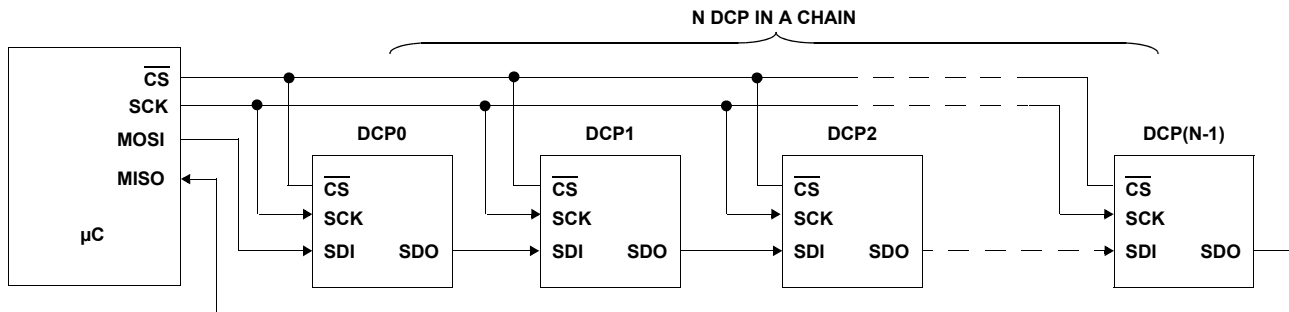 N DCP IN A CHAIN
CS
SCK
MOSI
MISO
µC
DCP0
CS
SCK
SDI SDO
DCP1
CS
SCK
SDI SDO
DCP2
CS
SCK
SDI SDO
DCP(N-1)
CS
SCK
SDI SDO